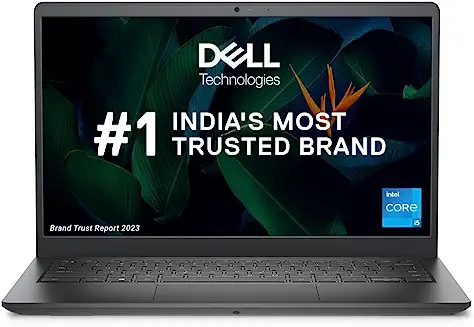 DELL
Technologies
#1 INDIA'S MOST
TRUSTED BRAND
intel
CORE
i5
Brand Trust Report 2023